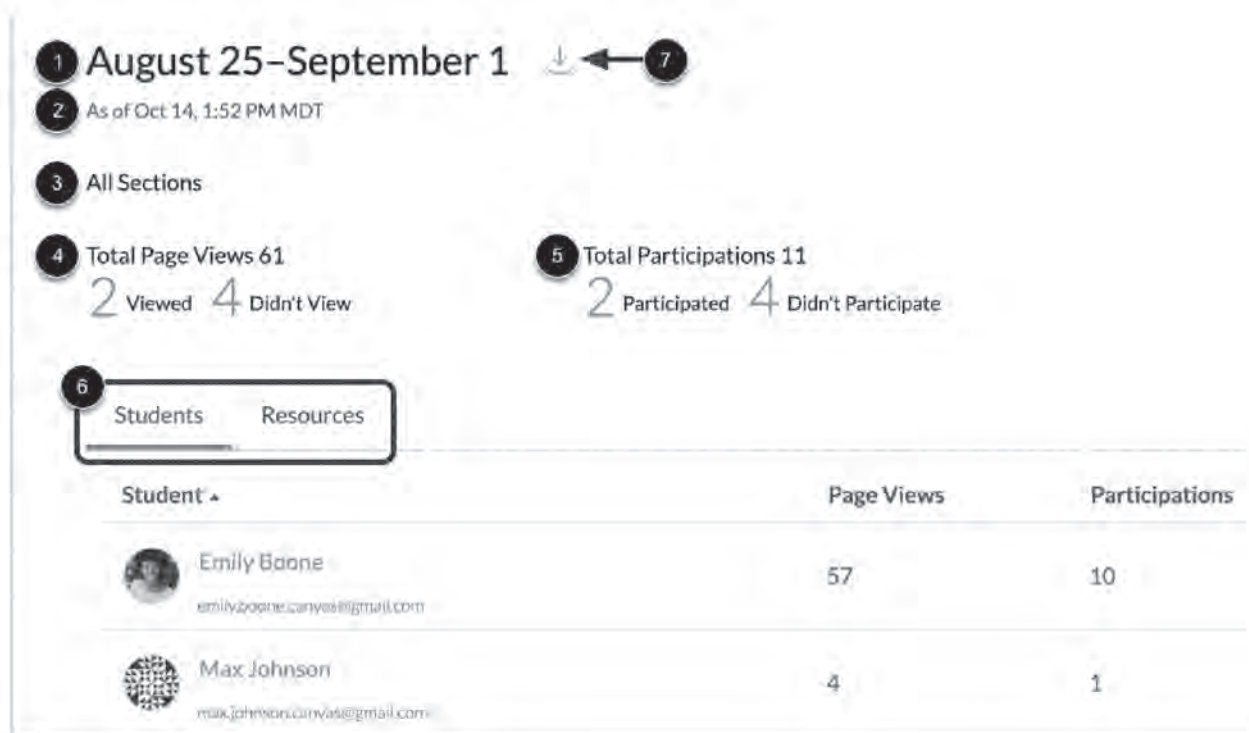 1 August 25–September 1 7
2 As of Oct 14, 1:52 PM MDT
3 All Sections
4 Total Page Views 61 5 Total Participations 11
2 Viewed 4 Didn't View 2 Participated 4 Didn't Participate
6
Students Resources
Student Page Views Participations
Emily Boone 57 10
emily.boone.canvas@gmail.com
Max Johnson 4 1
max.johnson.canvas@gmail.com